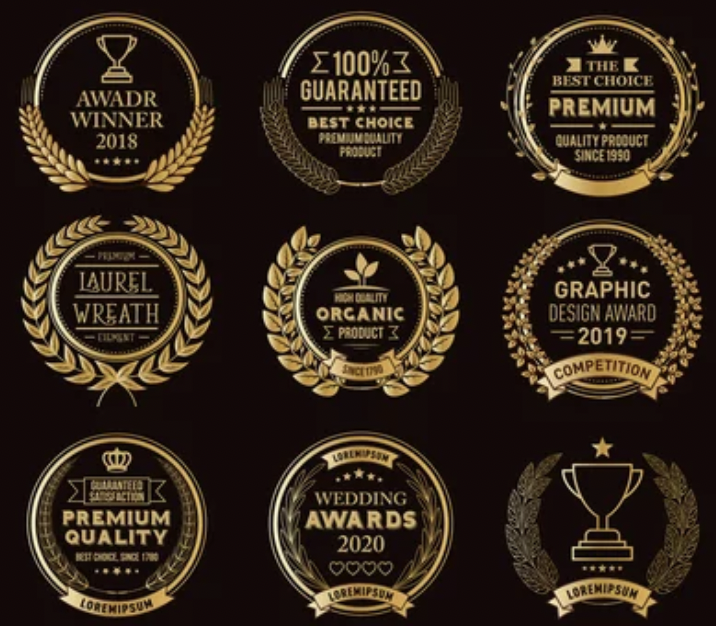 AWADR
WINNER
2018
100%
GUARANTEED
BEST CHOICE
PREMIUM QUALITY
PRODUCT
THE
BEST CHOICE
PREMIUM
QUALITY PRODUCT
SINCE 1990
PREMIUM
LAUREL
WREATH
ELEMENT
HIGH QUALITY
ORGANIC
PRODUCT
SINCE 1790
GRAPHIC
DESIGN AWARD
2019
COMPETITION
GUARANTEED
SATISFACTION
PREMIUM
QUALITY
BEST CHOICE, SINCE 1780
LOREMIPSUM
LOREMIPSUM
WEDDING
AWARDS
2020
LOREMIPSUM
LOREMIPSUM